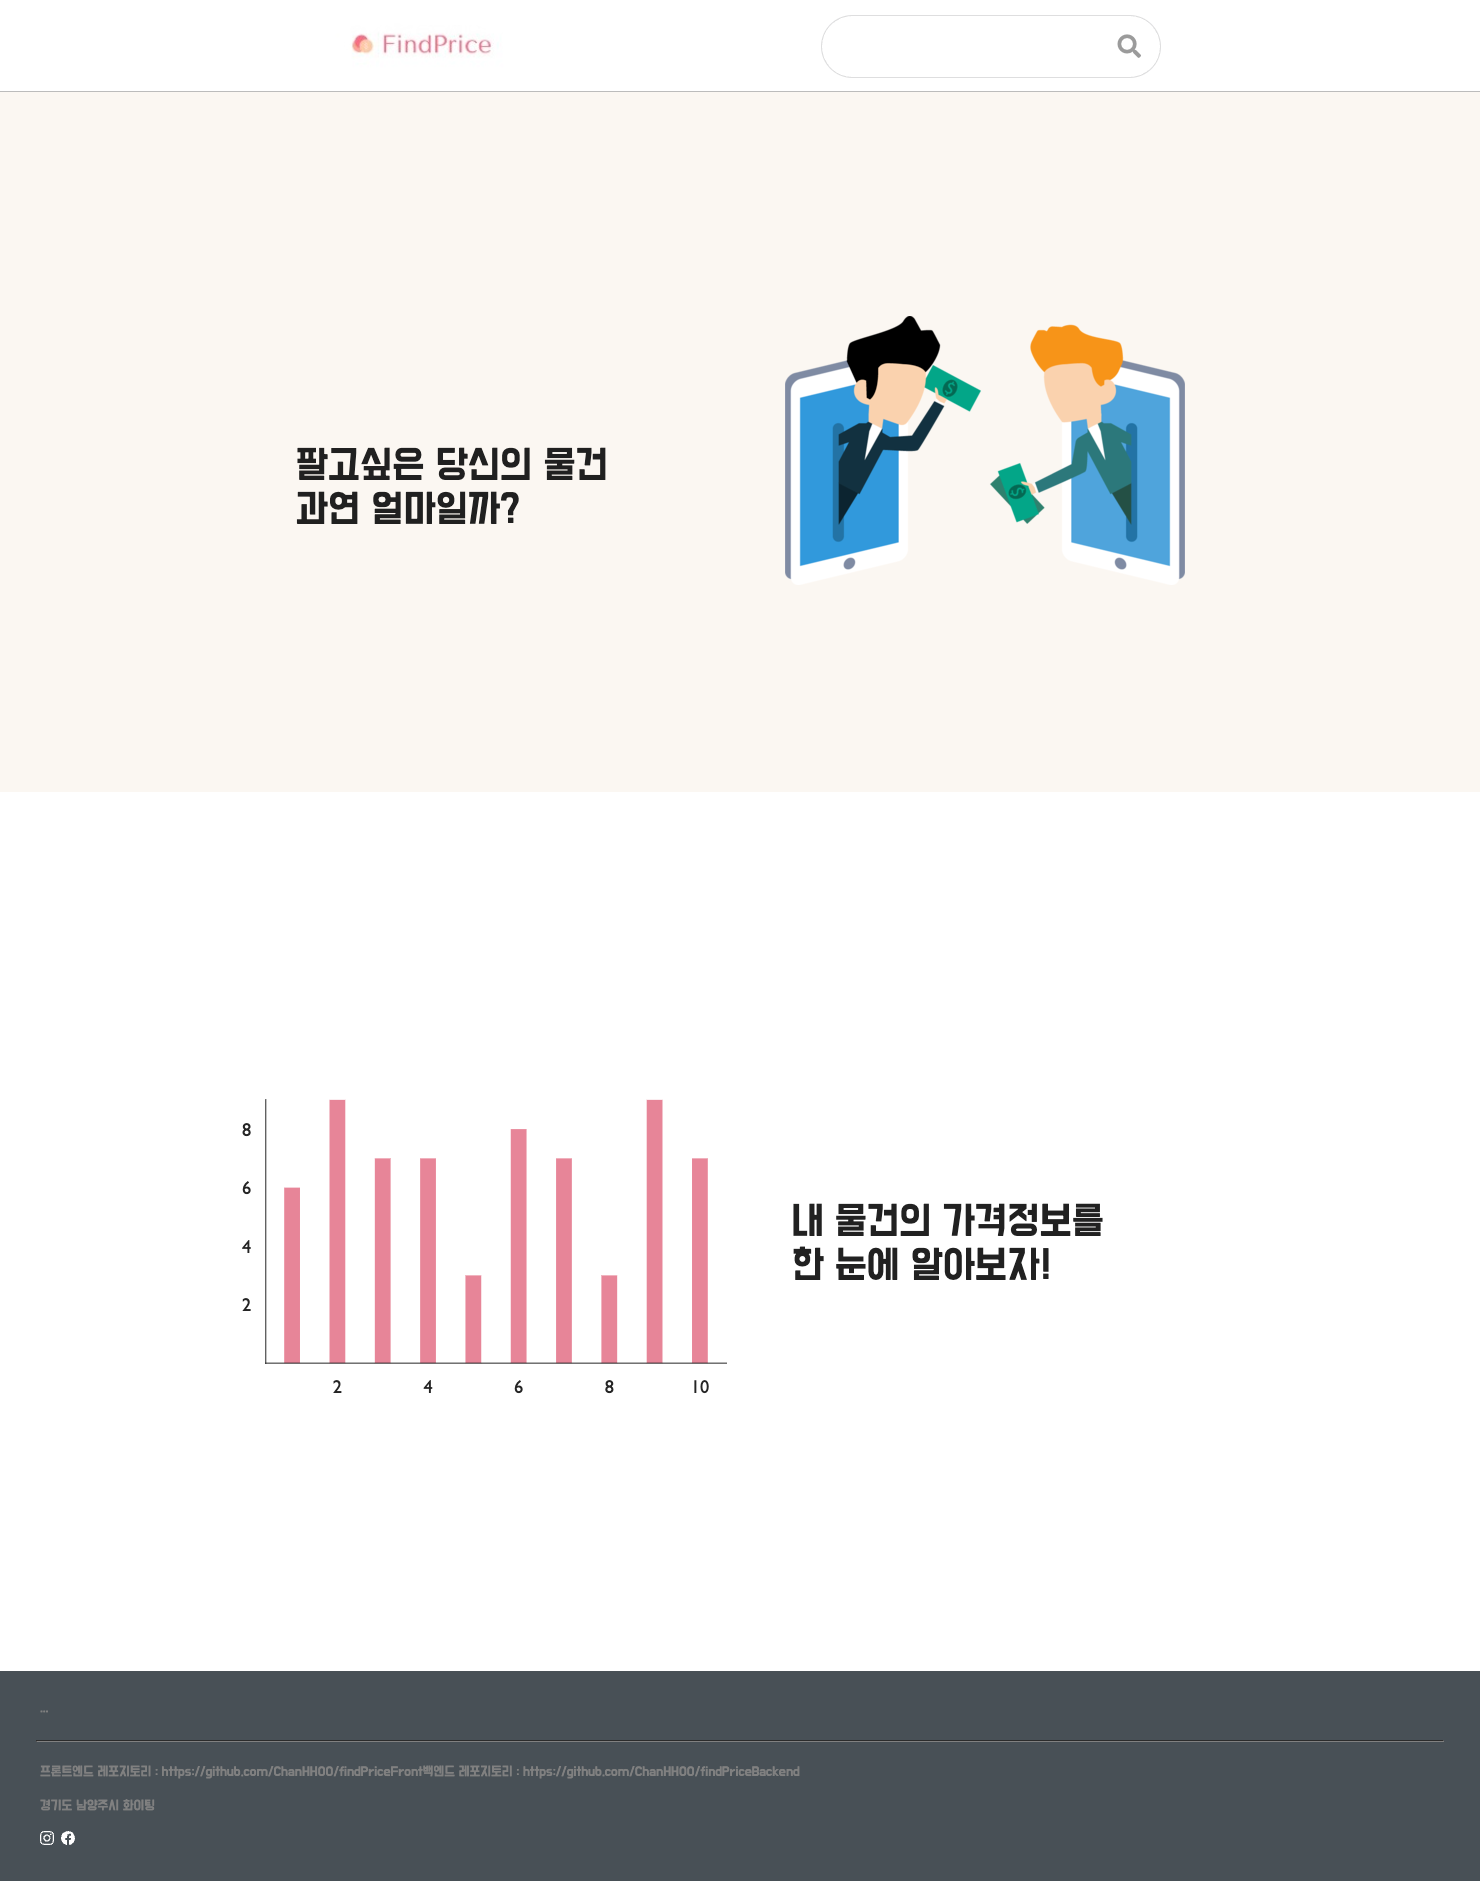 FindPrice
팔고싶은 당신의 물건
과연 얼마일까?
8
6
4
2
2 4 6 8 10
내 물건의 가격정보를
한 눈에 알아보자!
...
프론트엔드 레포지토리 : https://github.com/ChanHH00/findPriceFront백엔드 레포지토리 : https://github.com/ChanHH00/findPriceBackend
경기도 남양주시 화이팅